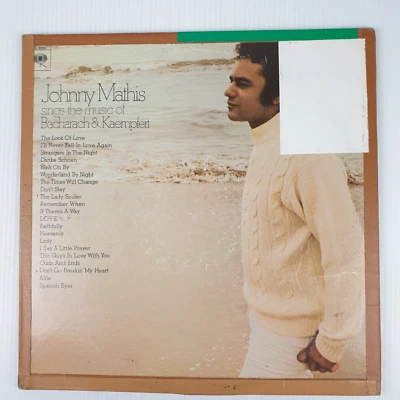 Johnny Mathis
sings the music of
Bacharach & Kaempfert
The Look Of Love
I'll Never Fall In Love Again
Strangers In The Night
Danke Schoen
Walk On By
Wonderland By Night
The Times Will Change
Don't Stay
The Lady Smiles
Remember When
If There's A Way
L-O-V-E
Faithfully
Heavenly
Lady
I Say A Little Prayer
This Guy's In Love With You
Odds And Ends
Don't Go Breakin' My Heart
Alfie
Spanish Eyes